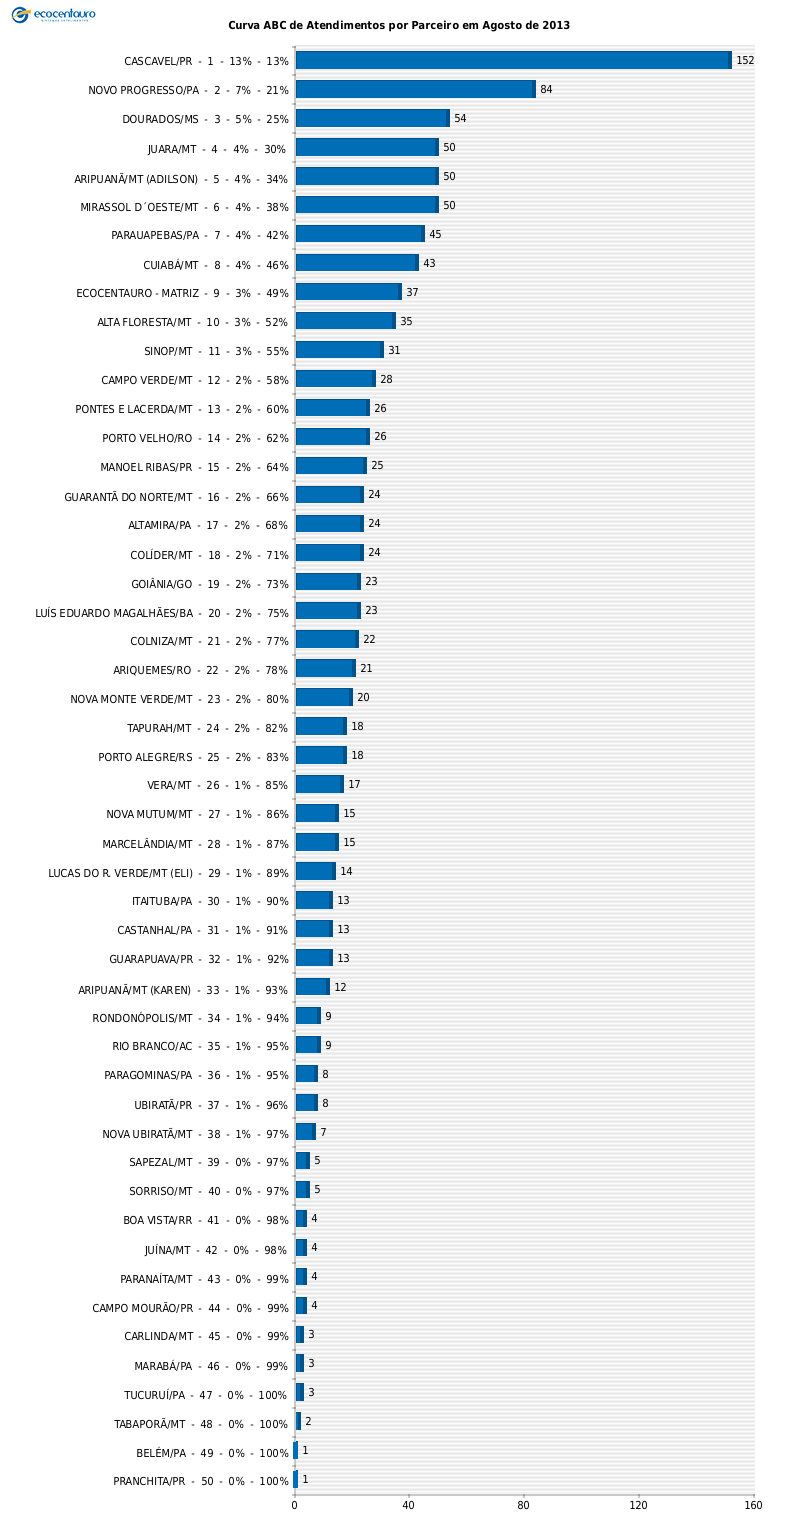 ecocentauro
Curva ABC de Atendimentos por Parceiro em Agosto de 2013
CASCAVEL/PR - 1 - 13% - 13% 152
NOVO PROGRESSO/PA - 2 - 7% - 21% 84
DOURADOS/MS - 3 - 5% - 25% 54
JUARA/MT - 4 - 4% - 30% 50
ARIPUANÃ/MT (ADILSON) - 5 - 4% - 34% 50
MIRASSOL D´OESTE/MT - 6 - 4% - 38% 50
PARAUAPEBAS/PA - 7 - 4% - 42% 45
CUIABÁ/MT - 8 - 4% - 46% 43
ECOCENTAURO - MATRIZ - 9 - 3% - 49% 37
ALTA FLORESTA/MT - 10 - 3% - 52% 35
SINOP/MT - 11 - 3% - 55% 31
CAMPO VERDE/MT - 12 - 2% - 58% 28
PONTES E LACERDA/MT - 13 - 2% - 60% 26
PORTO VELHO/RO - 14 - 2% - 62% 26
MANOEL RIBAS/PR - 15 - 2% - 64% 25
GUARANTÃ DO NORTE/MT - 16 - 2% - 66% 24
ALTAMIRA/PA - 17 - 2% - 68% 24
COLÍDER/MT - 18 - 2% - 71% 24
GOIÂNIA/GO - 19 - 2% - 73% 23
LUÍS EDUARDO MAGALHÃES/BA - 20 - 2% - 75% 23
COLNIZA/MT - 21 - 2% - 77% 22
ARIQUEMES/RO - 22 - 2% - 78% 21
NOVA MONTE VERDE/MT - 23 - 2% - 80% 20
TAPURAH/MT - 24 - 2% - 82% 18
PORTO ALEGRE/RS - 25 - 2% - 83% 18
VERA/MT - 26 - 1% - 85% 17
NOVA MUTUM/MT - 27 - 1% - 86% 15
MARCELÂNDIA/MT - 28 - 1% - 87% 15
LUCAS DO R. VERDE/MT (ELI) - 29 - 1% - 89% 14
ITAITUBA/PA - 30 - 1% - 90% 13
CASTANHAL/PA - 31 - 1% - 91% 13
GUARAPUAVA/PR - 32 - 1% - 92% 13
ARIPUANÃ/MT (KAREN) - 33 - 1% - 93% 12
RONDONÓPOLIS/MT - 34 - 1% - 94% 9
RIO BRANCO/AC - 35 - 1% - 95% 9
PARAGOMINAS/PA - 36 - 1% - 95% 8
UBIRATÃ/PR - 37 - 1% - 96% 8
NOVA UBIRATÃ/MT - 38 - 1% - 97% 7
SAPEZAL/MT - 39 - 0% - 97% 5
SORRISO/MT - 40 - 0% - 97% 5
BOA VISTA/RR - 41 - 0% - 98% 4
JUÍNA/MT - 42 - 0% - 98% 4
PARANAÍTA/MT - 43 - 0% - 99% 4
CAMPO MOURÃO/PR - 44 - 0% - 99% 4
CARLINDA/MT - 45 - 0% - 99% 3
MARABÁ/PA - 46 - 0% - 99% 3
TUCURUÍ/PA - 47 - 0% - 100% 3
TABAPORÃ/MT - 48 - 0% - 100% 2
BELÉM/PA - 49 - 0% - 100% 1
PRANCHITA/PR - 50 - 0% - 100% 1
0 40 80 120 160